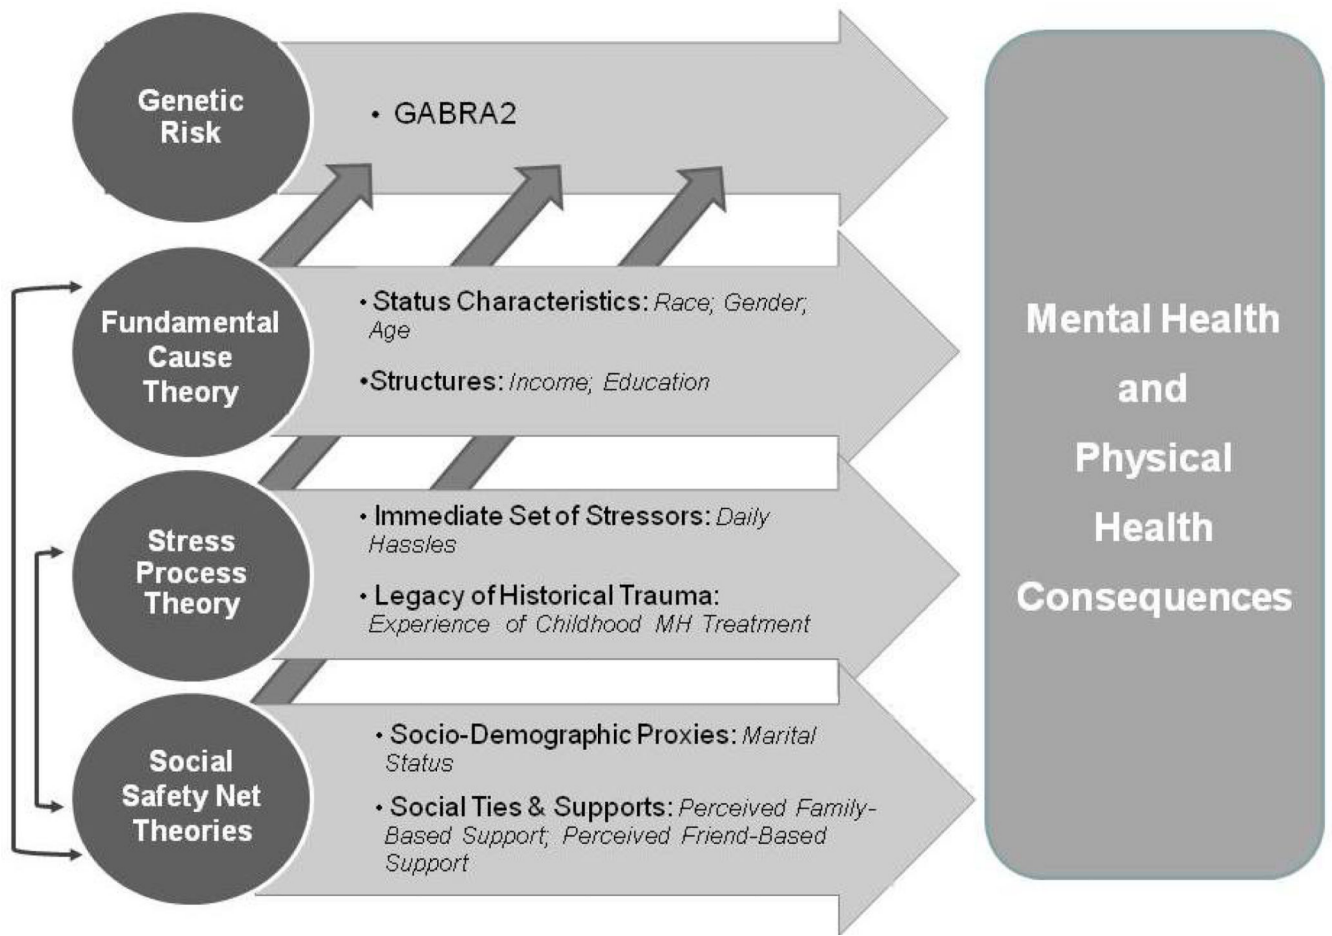 Genetic
Risk
• GABRA2
Fundamental
Cause
Theory
• Status Characteristics: Race; Gender;
Age
•Structures: Income; Education
Stress
Process
Theory
• Immediate Set of Stressors: Daily
Hassles
• Legacy of Historical Trauma:
Experience of Childhood MH Treatment
Social
Safety Net
Theories
• Socio-Demographic Proxies: Marital
Status
• Social Ties & Supports: Perceived Family-
Based Support; Perceived Friend-Based
Support
Mental Health
and
Physical
Health
Consequences